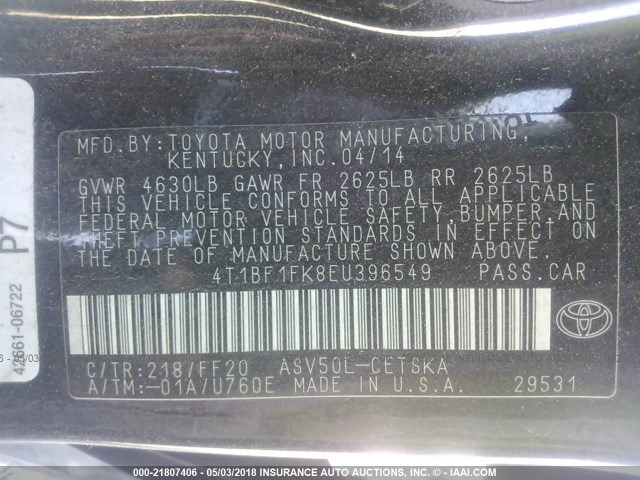 MFD.BY:TOYOTA MOTOR MANUFACTURING,
KENTUCKY,INC.04/14
GVWR 4630LB GAWR FR 2625LB RR 2625LB
THIS VEHICLE CONFORMS TO ALL APPLICABLE
FEDERAL MOTOR VEHICLE SAFETY,BUMPER,AND
THEFT PREVENTION STANDARDS IN EFFECT ON
THE DATE OF MANUFACTURE SHOWN ABOVE.
4T1BF1FK8EU396549 PASS.CAR
C/TR:218/FF20 ASV50L-CETSKA
A/TM:-01A/U760E MADE IN U.S.A. 29531
P7
42661-06722
000-21807406 - 05/03/2018 - INSURANCE AUTO AUCTIONS, INC. - © - IAAI.COM